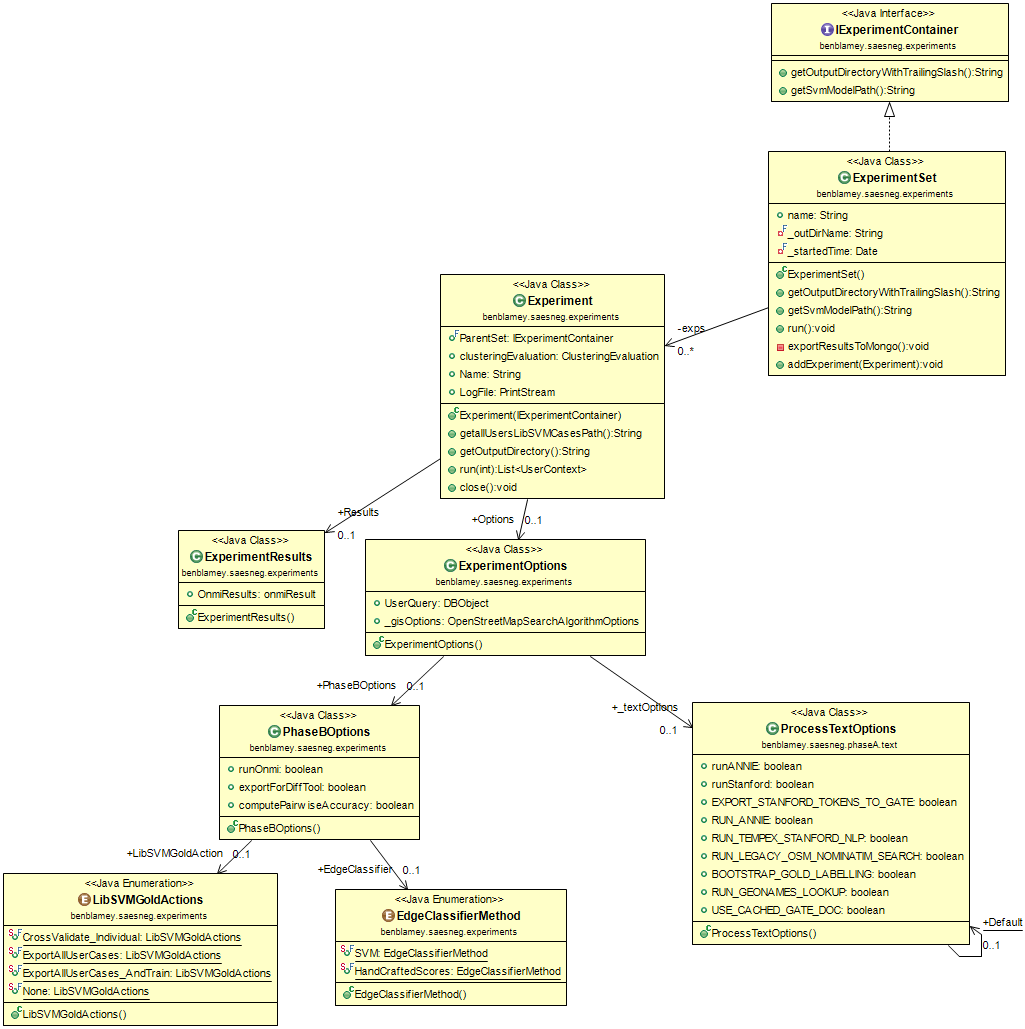 <<Java Interface>>
IExperimentContainer
benblamey.saesneg.experiments
getOutputDirectoryWithTrailingSlash():String
getSvmModelPath():String
<<Java Class>>
ExperimentSet
benblamey.saesneg.experiments
name: String
_outDirName: String
_startedTime: Date
ExperimentSet()
getOutputDirectoryWithTrailingSlash():String
getSvmModelPath():String
run():void
exportResultsToMongo():void
addExperiment(Experiment):void
-exps
0..*
<<Java Class>>
Experiment
benblamey.saesneg.experiments
ParentSet: IExperimentContainer
clusteringEvaluation: ClusteringEvaluation
Name: String
LogFile: PrintStream
Experiment(IExperimentContainer)
getallUsersLibSVMCasesPath():String
getOutputDirectory():String
run(int):List<UserContext>
close():void
+Results
0..1
+Options
0..1
<<Java Class>>
ExperimentResults
benblamey.saesneg.experiments
OnmiResults: onmiResult
ExperimentResults()
<<Java Class>>
ExperimentOptions
benblamey.saesneg.experiments
UserQuery: DBObject
_gisOptions: OpenStreetMapSearchAlgorithmOptions
ExperimentOptions()
+PhaseBOptions
0..1
+_textOptions
0..1
<<Java Class>>
PhaseBOptions
benblamey.saesneg.experiments
runOnmi: boolean
exportForDiffTool: boolean
computePairwiseAccuracy: boolean
PhaseBOptions()
<<Java Class>>
ProcessTextOptions
benblamey.saesneg.phaseA.text
runANNIE: boolean
runStanford: boolean
EXPORT_STANFORD_TOKENS_TO_GATE: boolean
RUN_ANNIE: boolean
RUN_TEMPEX_STANFORD_NLP: boolean
RUN_LEGACY_OSM_NOMINATIM_SEARCH: boolean
BOOTSTRAP_GOLD_LABELLING: boolean
RUN_GEONAMES_LOOKUP: boolean
USE_CACHED_GATE_DOC: boolean
ProcessTextOptions()
+Default
0..1
+LibSVMGoldAction
0..1
+EdgeClassifier
0..1
<<Java Enumeration>>
LibSVMGoldActions
benblamey.saesneg.experiments
CrossValidate_Individual: LibSVMGoldActions
ExportAllUserCases: LibSVMGoldActions
ExportAllUserCases_AndTrain: LibSVMGoldActions
None: LibSVMGoldActions
LibSVMGoldActions()
<<Java Enumeration>>
EdgeClassifierMethod
benblamey.saesneg.experiments
SVM: EdgeClassifierMethod
HandCraftedScores: EdgeClassifierMethod
EdgeClassifierMethod()